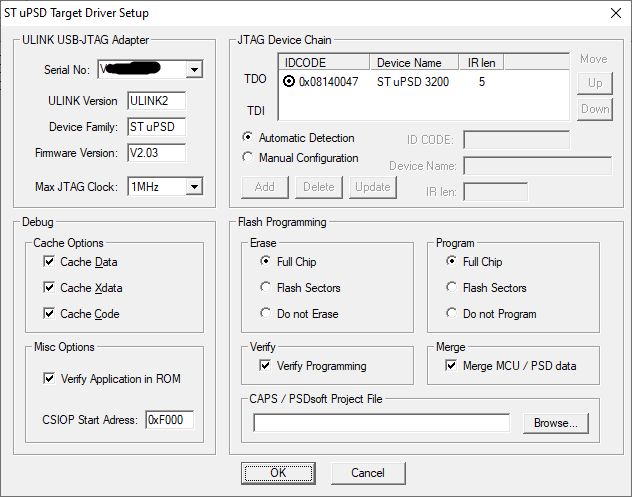 ST uPSD Target Driver Setup
ULINK USB-JTAG Adapter
Serial No:
ULINK Version ULINK2
Device Family: ST uPSD
Firmware Version: V2.03
Max JTAG Clock: 1MHz
JTAG Device Chain
IDCODE Device Name IR len
TDO 0x08140047 ST uPSD 3200 5
TDI
Move
Up
Down
Automatic Detection
Manual Configuration
ID CODE:
Device Name:
Add Delete Update IR len:
Debug
Cache Options
Cache Data
Cache Xdata
Cache Code
Misc Options
Verify Application in ROM
CSIOP Start Adress: 0xF000
Flash Programming
Erase
Full Chip
Flash Sectors
Do not Erase
Program
Full Chip
Flash Sectors
Do not Program
Verify
Verify Programming
Merge
Merge MCU / PSD data
CAPS / PSDsoft Project File
Browse...
OK Cancel